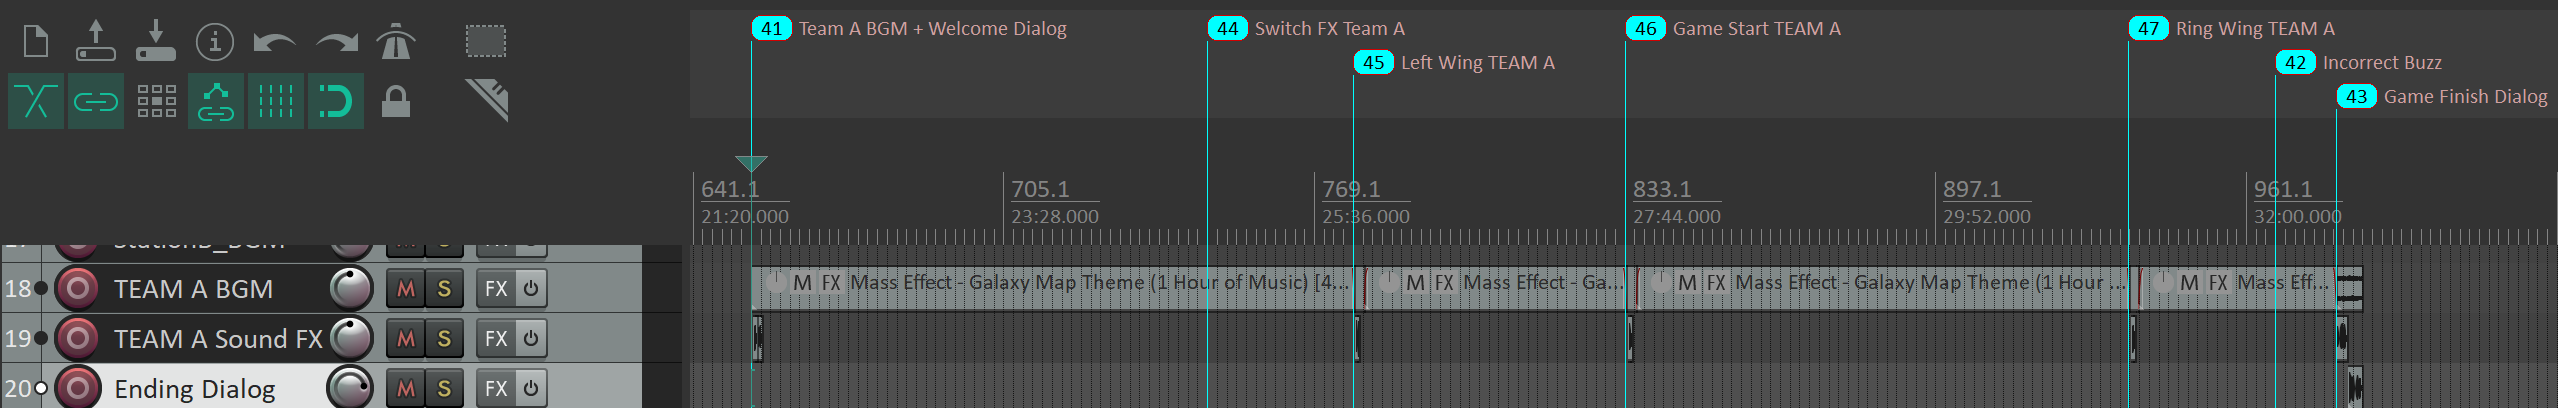 41 Team A BGM + Welcome Dialog
44 Switch FX Team A
46 Game Start TEAM A
47 Ring Wing TEAM A
45 Left Wing TEAM A
42 Incorrect Buzz
43 Game Finish Dialog
641.1 705.1 769.1 833.1 897.1 961.1
21:20.000 23:28.000 25:36.000 27:44.000 29:52.000 32:00.000
StationB_BGM
18 TEAM A BGM M S FX
M FX Mass Effect - Galaxy Map Theme (1 Hour of Music) [4...
M FX Mass Effect - Ga...
M FX Mass Effect - Galaxy Map Theme (1 Hour ...
M FX Mass Eff...
19 TEAM A Sound FX M S FX
20 Ending Dialog M S FX